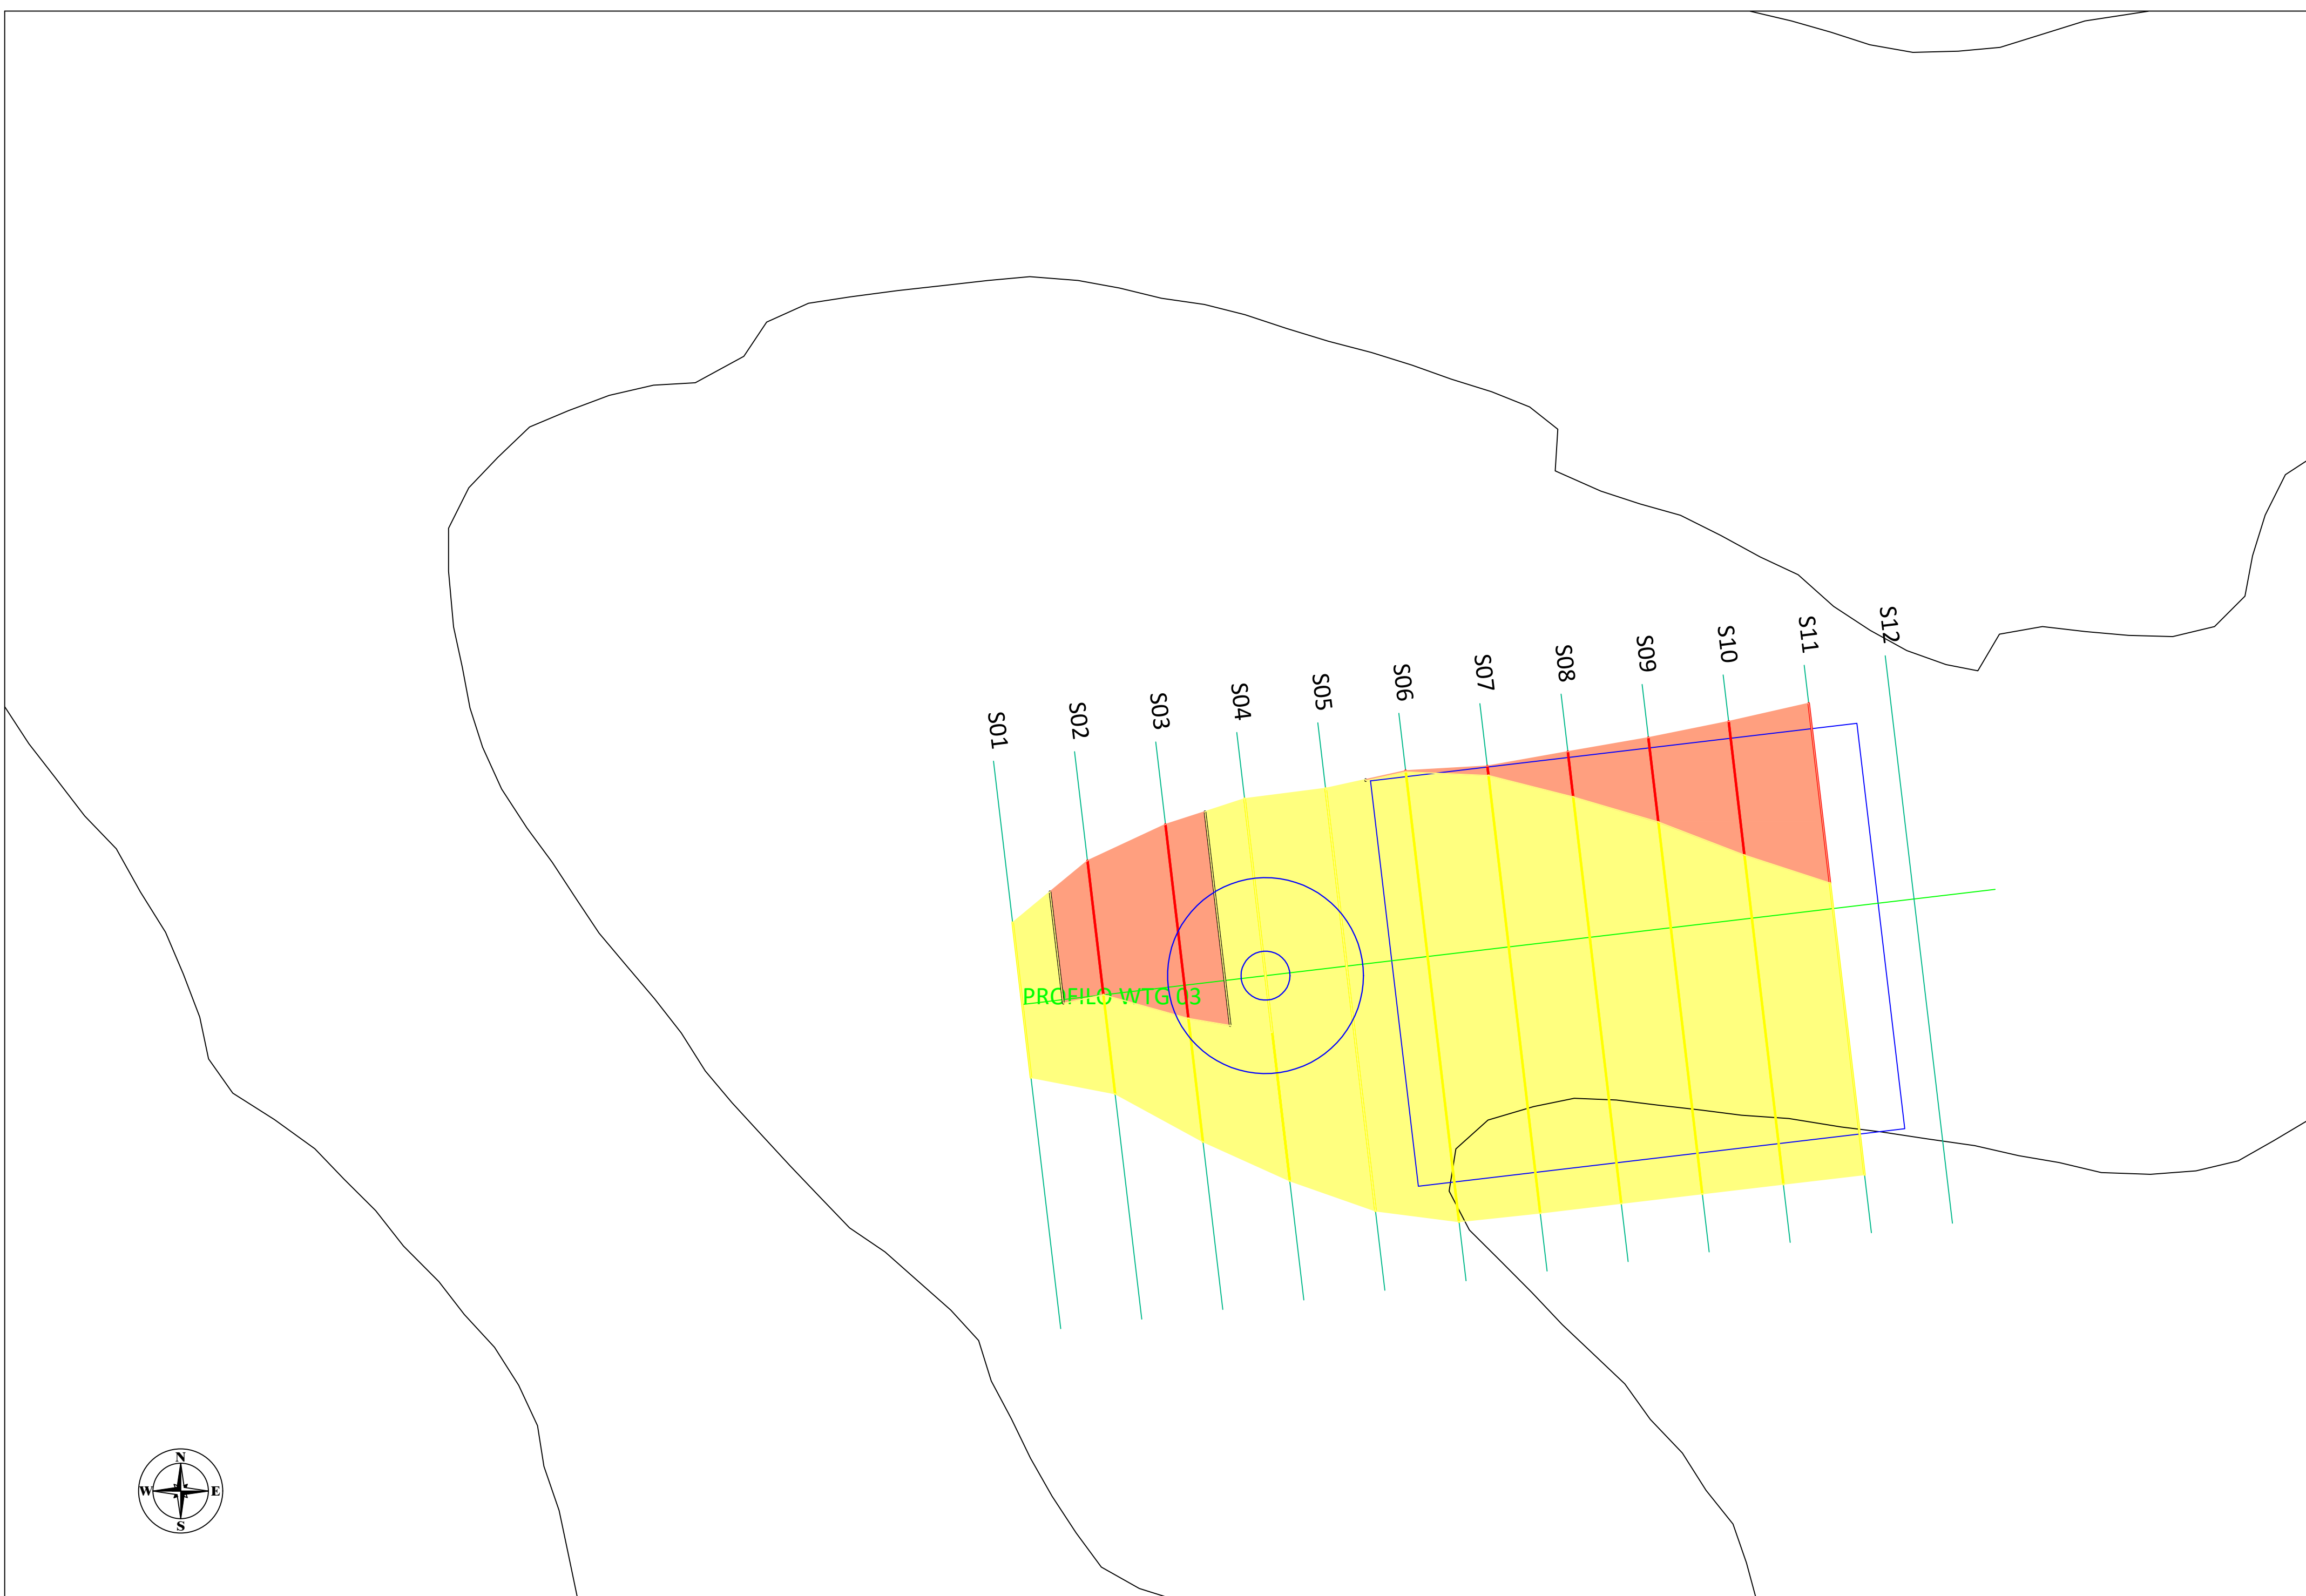 S01
S02
S03
S04
S05
S06
S07
S08
S09
S10
S11
S12
PROFILO WTG 03
N
W E
S